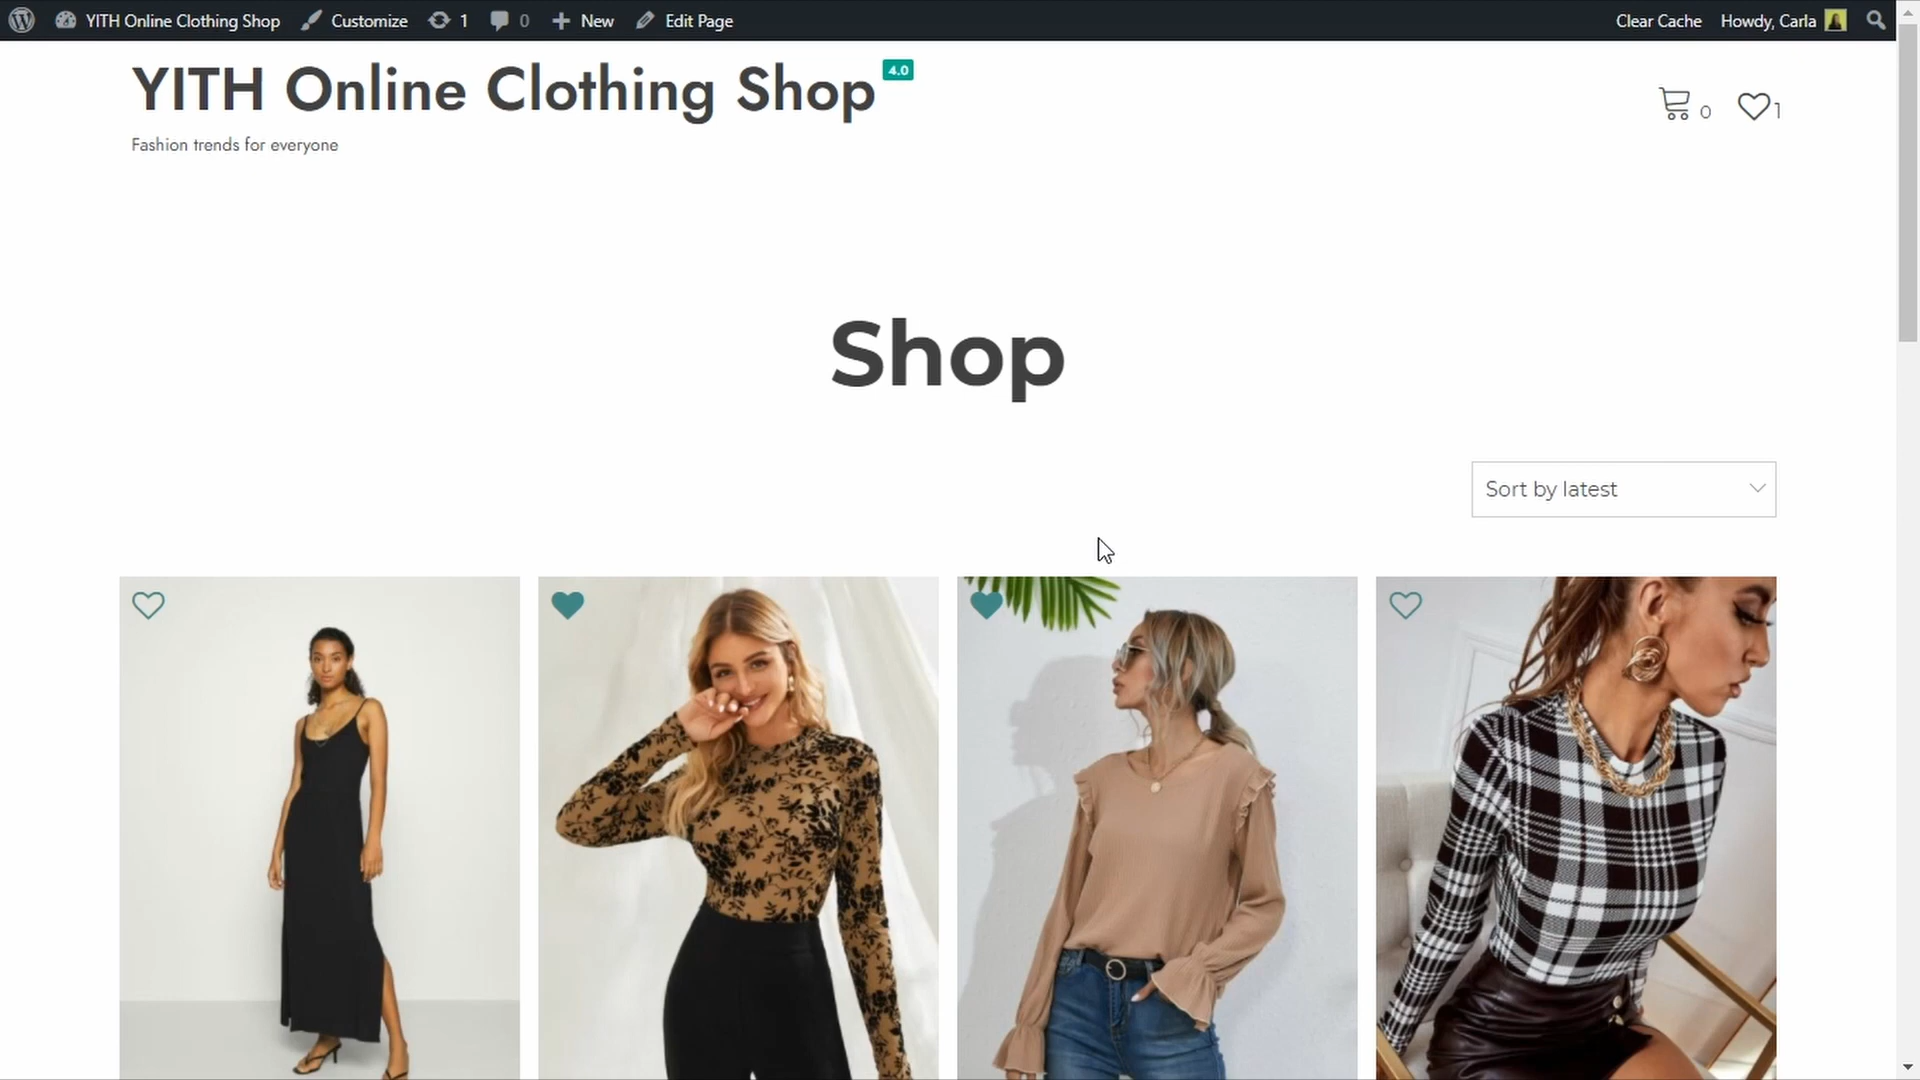 YITH Online Clothing Shop Customize 1 0 New Edit Page Clear Cache Howdy, Carla
YITH Online Clothing Shop 4.0
0 1
Fashion trends for everyone
Shop
Sort by latest